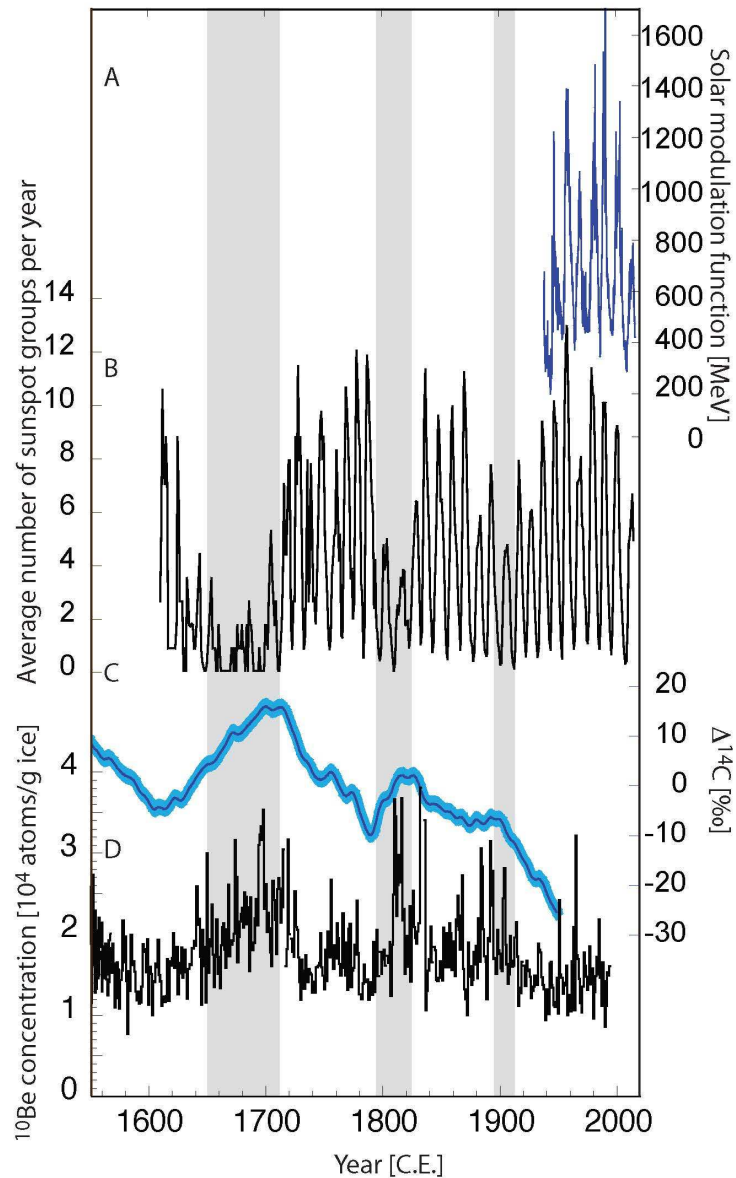 A
1600
1400
1200
1000
800
600
400
200
0
Solar modulation function [MeV]
Average number of sunspot groups per year
14
12
10
8
6
4
2
0
B
C
20
10
0
-10
-20
-30
Δ¹⁴C [‰]
¹⁰Be concentration [10⁴ atoms/g ice]
4
3
2
1
0
D
1600 1700 1800 1900 2000
Year [C.E.]